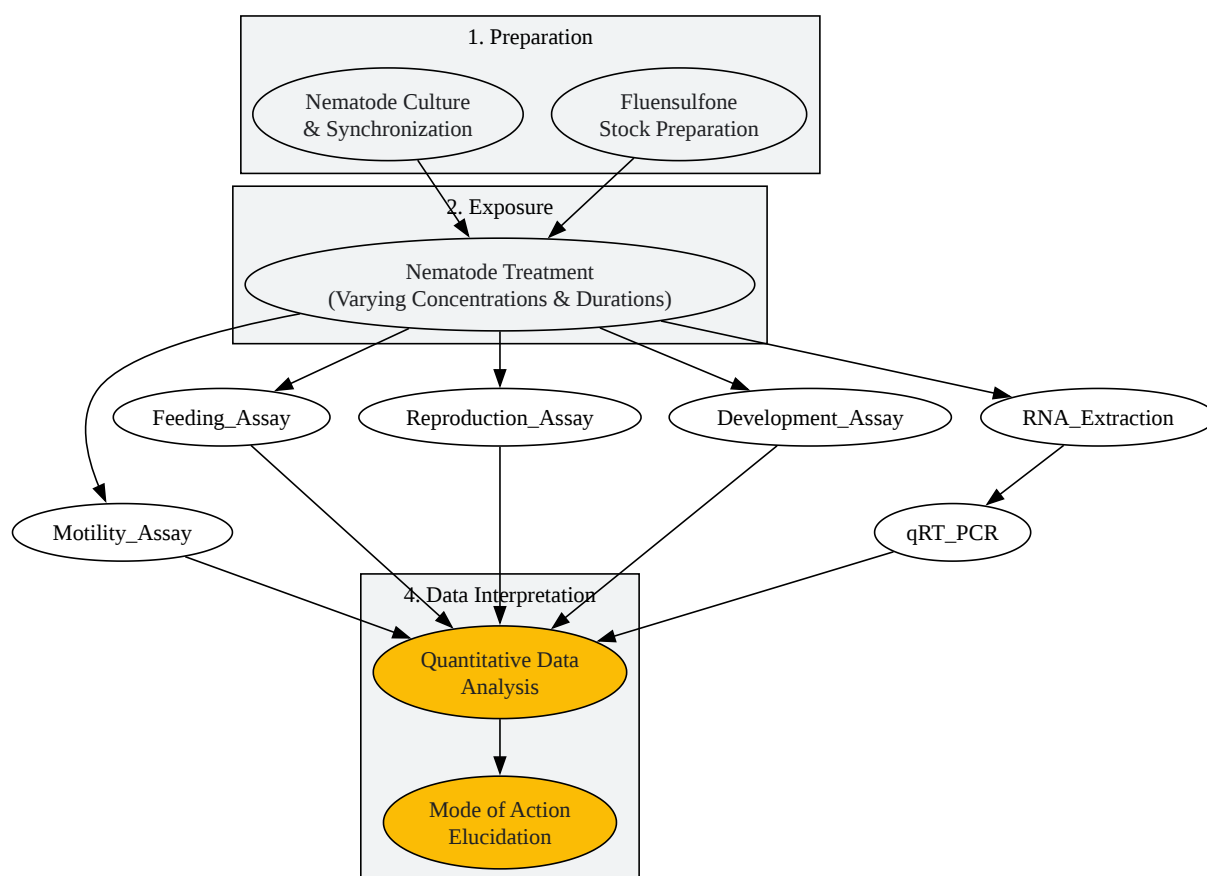 1. Preparation
Nematode Culture
& Synchronization
Fluensulfone
Stock Preparation
2. Exposure
Nematode Treatment
(Varying Concentrations & Durations)
Feeding_Assay
Reproduction_Assay
Development_Assay
RNA_Extraction
Motility_Assay
qRT_PCR
4. Data Interpretation
Quantitative Data
Analysis
Mode of Action
Elucidation